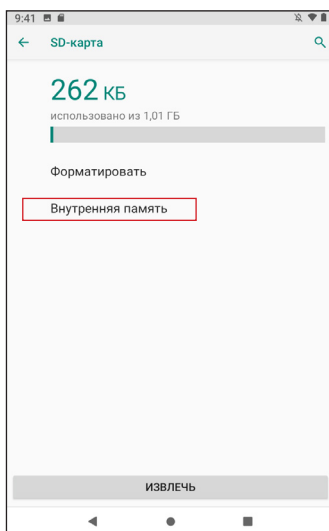 9:41
SD-карта
262 КБ
использовано из 1,01 ГБ
Форматировать
Внутренняя память
ИЗВЛЕЧЬ